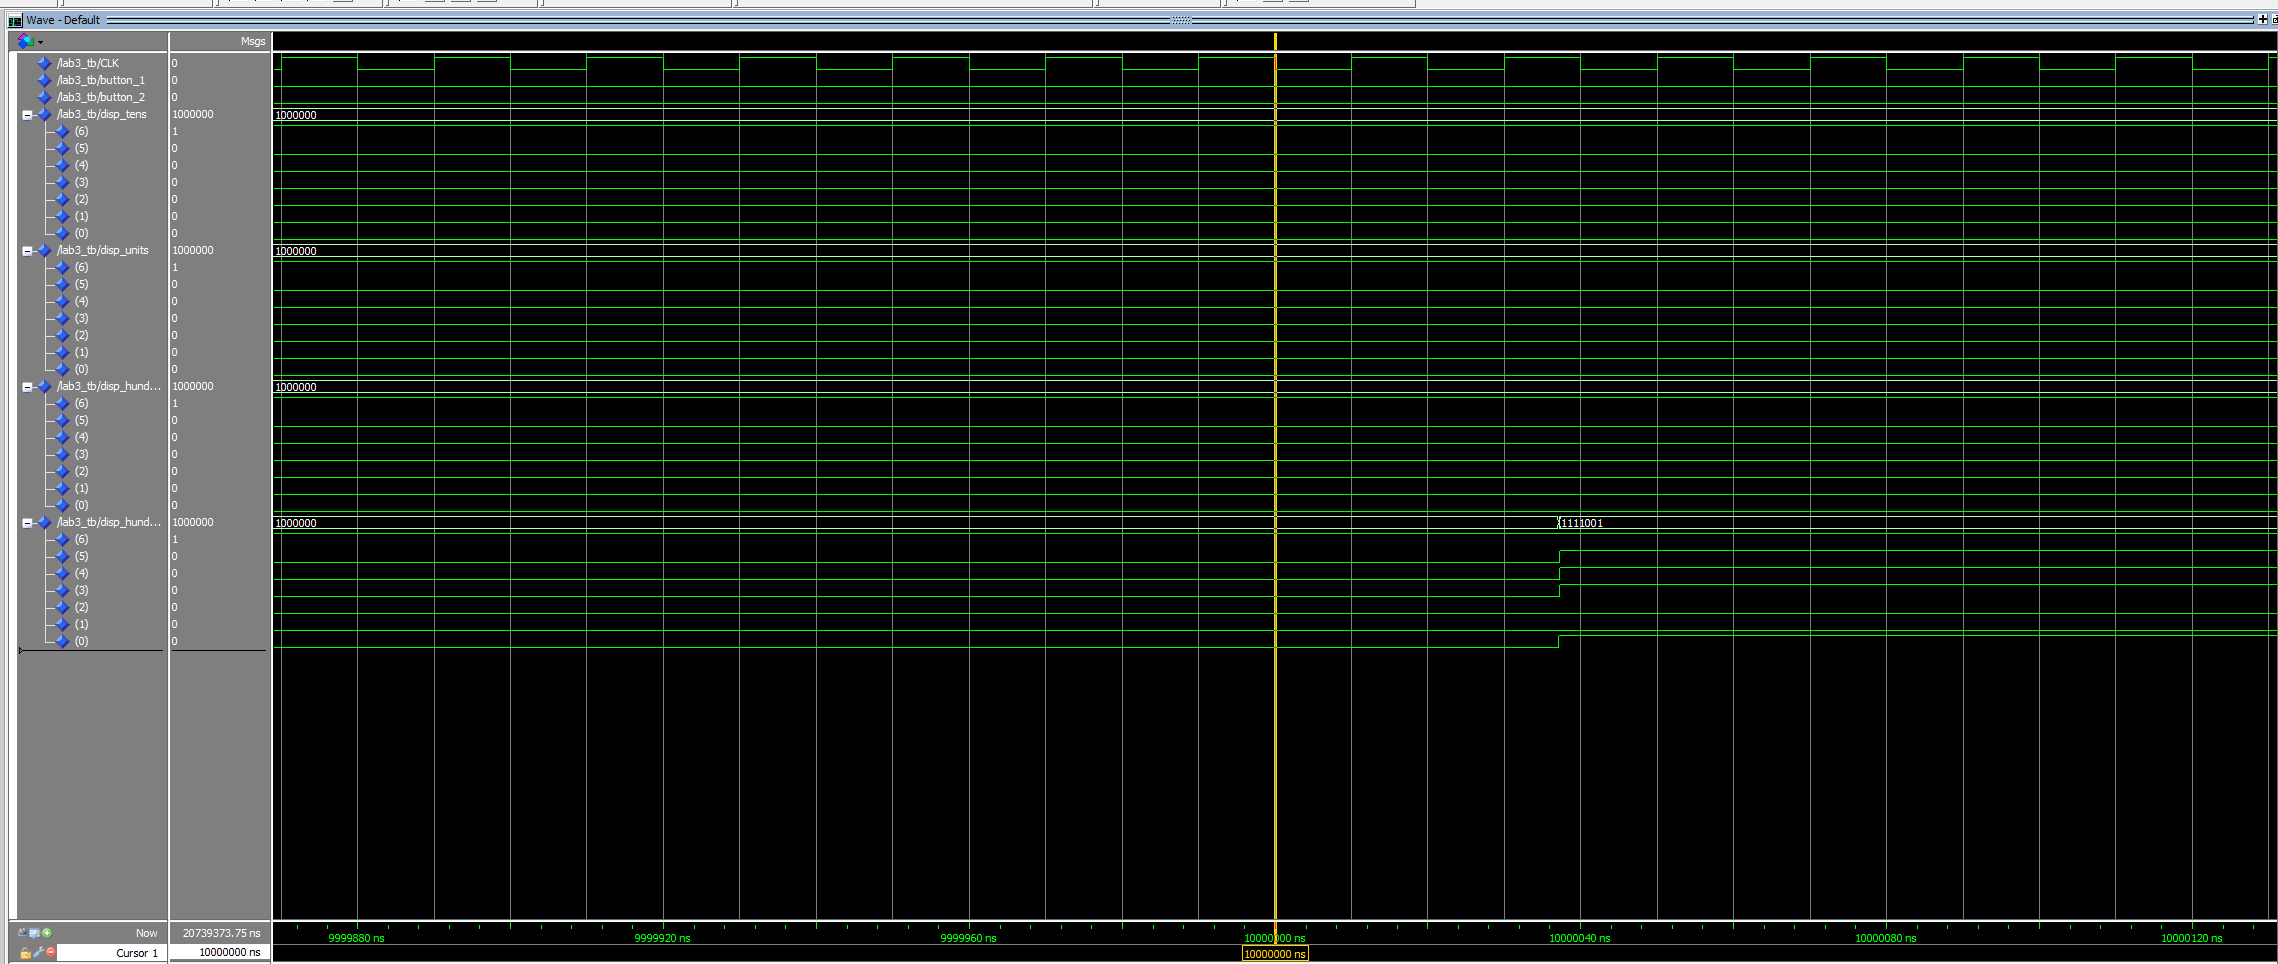 Wave - Default
Msgs
/lab3_tb/CLK 0
/lab3_tb/button_1 0
/lab3_tb/button_2 0
/lab3_tb/disp_tens 1000000 1000000
(6) 1
(5) 0
(4) 0
(3) 0
(2) 0
(1) 0
(0) 0
/lab3_tb/disp_units 1000000 1000000
(6) 1
(5) 0
(4) 0
(3) 0
(2) 0
(1) 0
(0) 0
/lab3_tb/disp_hund... 1000000 1000000
(6) 1
(5) 0
(4) 0
(3) 0
(2) 0
(1) 0
(0) 0
/lab3_tb/disp_hund... 1000000 1000000 1111001
(6) 1
(5) 0
(4) 0
(3) 0
(2) 0
(1) 0
(0) 0
Now 20739373.75 ns 9999880 ns 9999920 ns 9999960 ns 10000000 ns 10000040 ns 10000080 ns 10000120 ns
Cursor 1 10000000 ns 10000000 ns